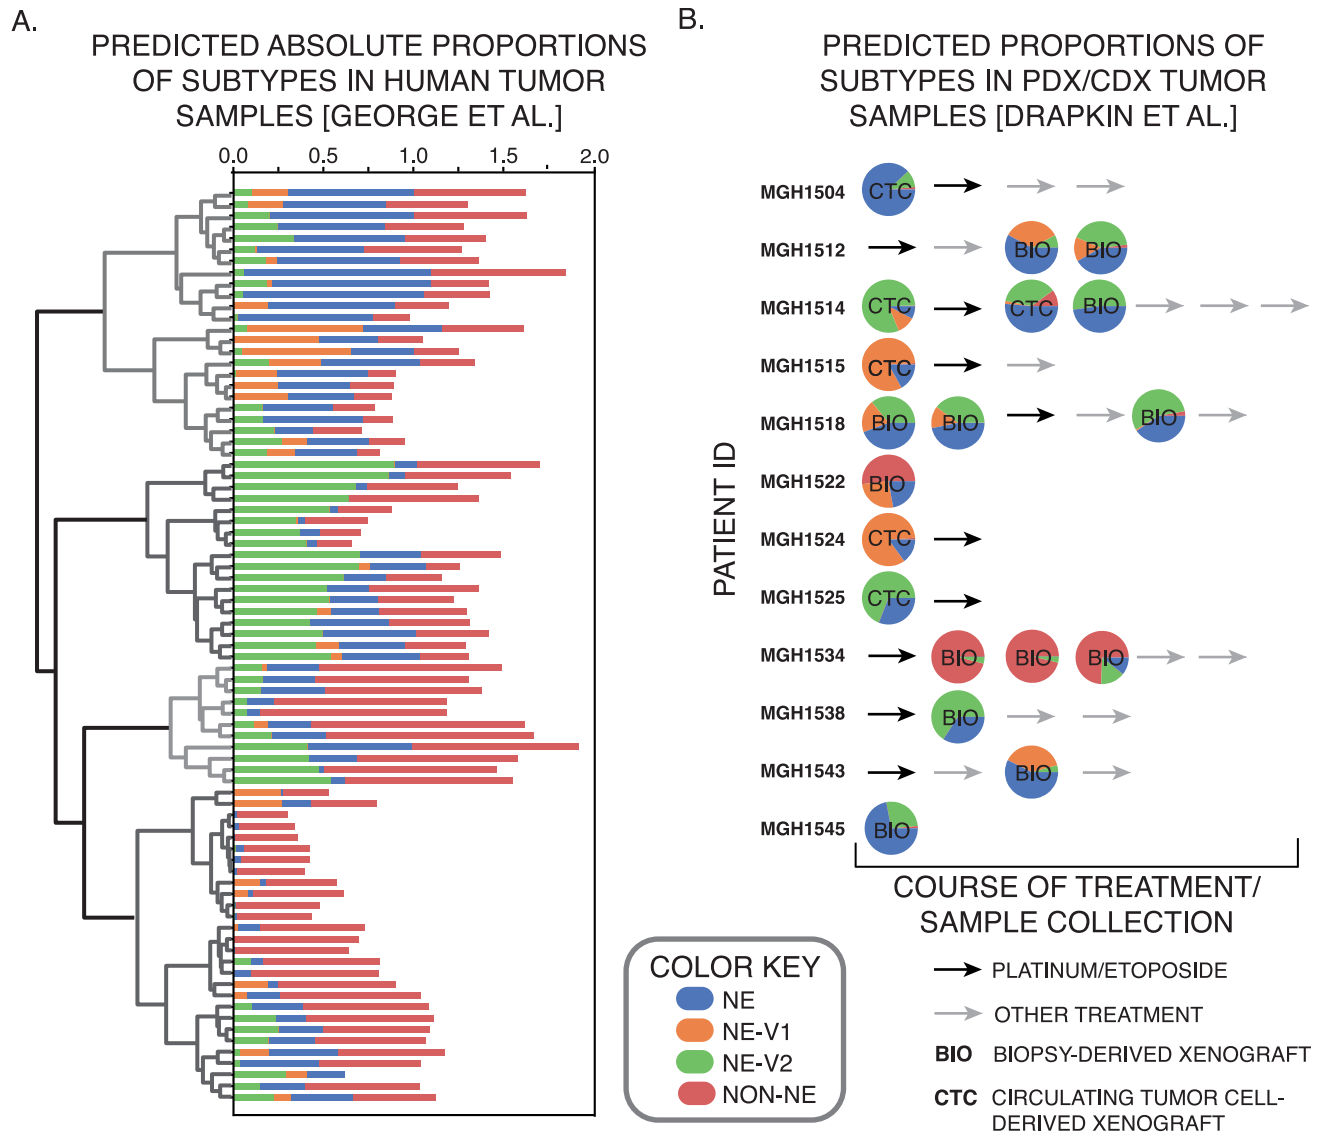 A.
PREDICTED ABSOLUTE PROPORTIONS
OF SUBTYPES IN HUMAN TUMOR
SAMPLES [GEORGE ET AL.]
0.0 0.5 1.0 1.5 2.0
B.
PREDICTED PROPORTIONS OF
SUBTYPES IN PDX/CDX TUMOR
SAMPLES [DRAPKIN ET AL.]
PATIENT ID
MGH1504 CTC
MGH1512 BIO BIO
MGH1514 CTC CTC BIO
MGH1515 CTC
MGH1518 BIO BIO BIO
MGH1522 BIO
MGH1524 CTC
MGH1525 CTC
MGH1534 BIO BIO BIO
MGH1538 BIO
MGH1543 BIO
MGH1545 BIO
COURSE OF TREATMENT/
SAMPLE COLLECTION
PLATINUM/ETOPOSIDE
OTHER TREATMENT
BIO BIOPSY-DERIVED XENOGRAFT
CTC CIRCULATING TUMOR CELL-
DERIVED XENOGRAFT
COLOR KEY
NE
NE-V1
NE-V2
NON-NE